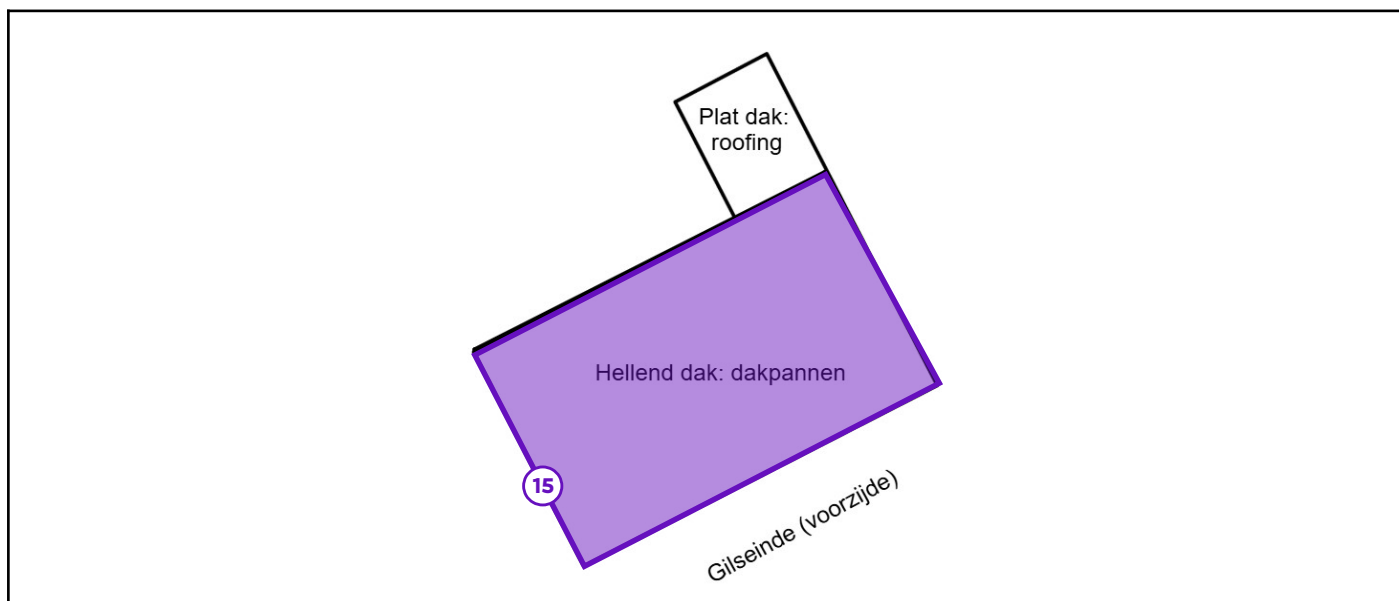 Plat dak:
roofing
Hellend dak: dakpannen
15
Gilseinde (voorzijde)